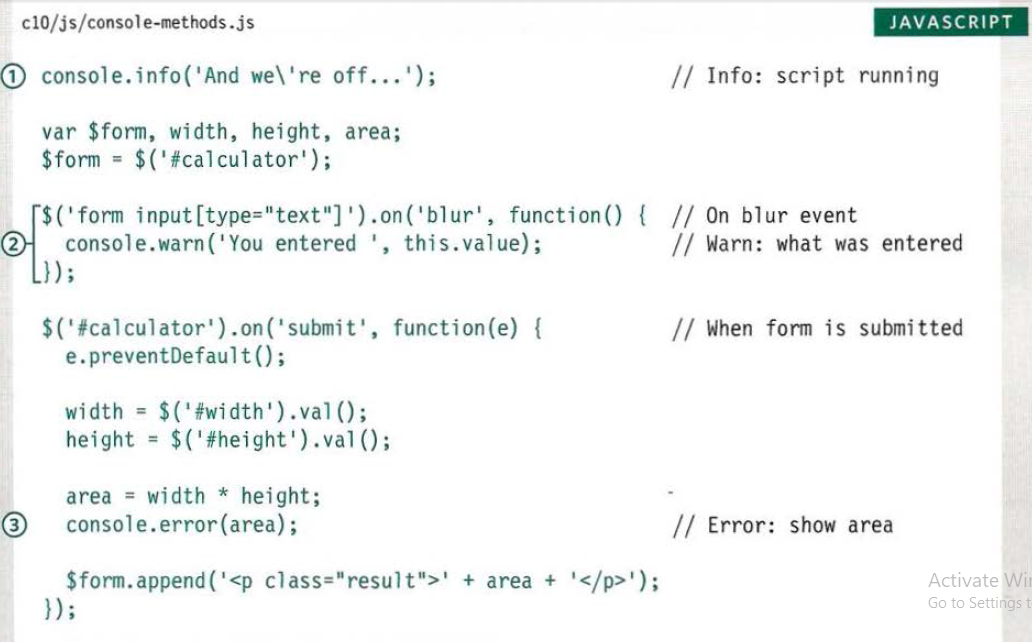 c10/js/console-methods.js JAVASCRIPT
① console.info('And we\'re off...'); // Info: script running
var $form, width, height, area;
$form = $('#calculator');
$('form input[type="text"]').on('blur', function() { // On blur event
② console.warn('You entered ', this.value); // Warn: what was entered
});
$('#calculator').on('submit', function(e) { // When form is submitted
e.preventDefault();
width = $('#width').val();
height = $('#height').val();
area = width * height;
③ console.error(area); // Error: show area
$form.append('<p class="result">' + area + '</p>');
});
Activate Win
Go to Settings t